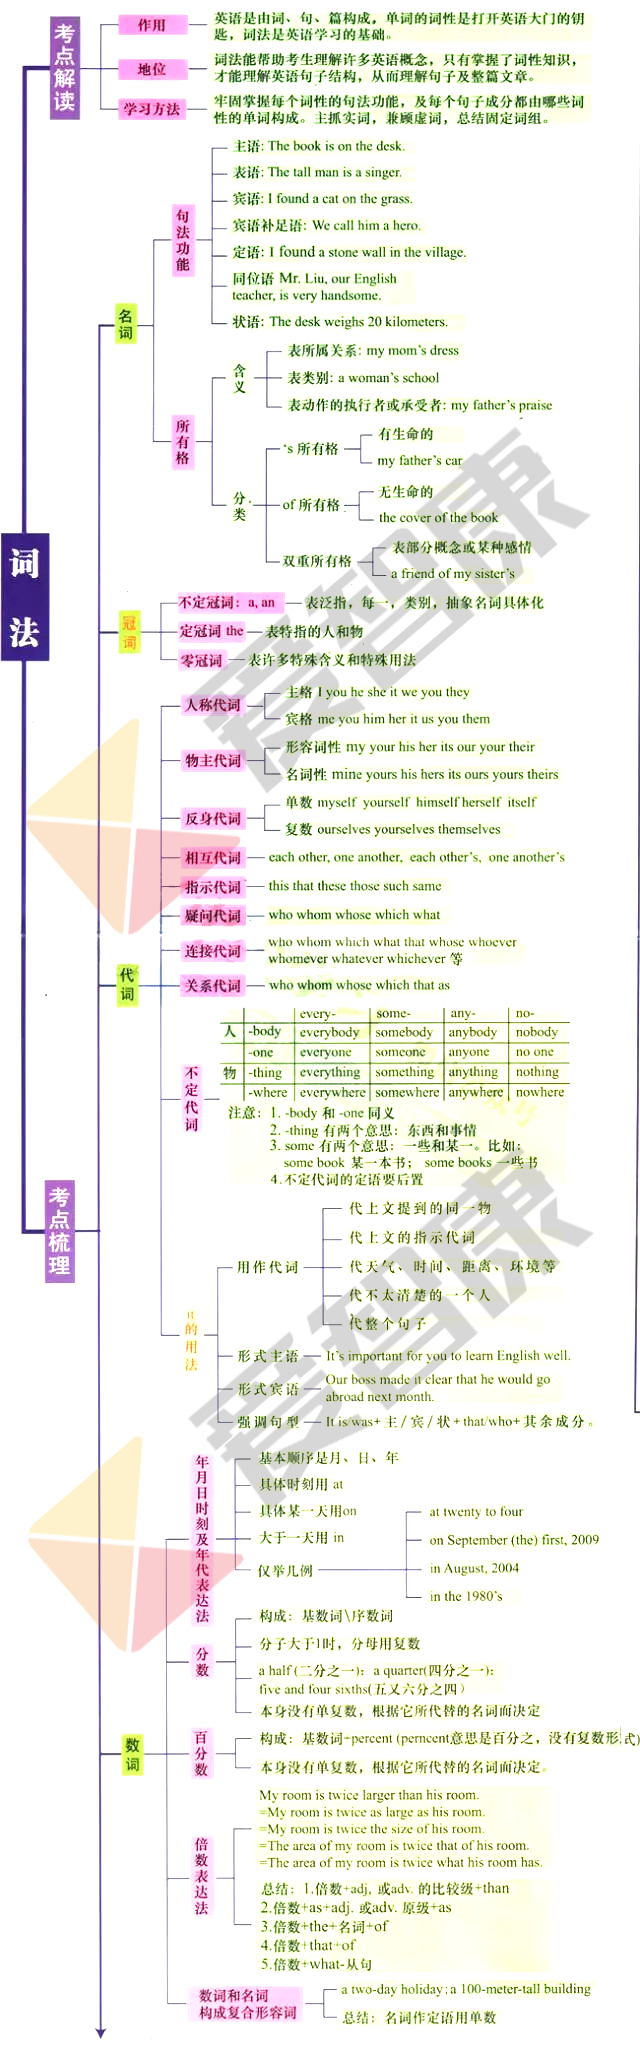 词法
考点解读
作用
英语是由词、句、篇构成，单词的词性是打开英语大门的钥
匙，词法是英语学习的基础。
地位
词法能帮助考生理解许多英语概念，只有掌握了词性知识，
才能理解英语句子结构，从而理解句子及整篇文章。
学习方法
牢固掌握每个词性的句法功能，及每个句子成分都由哪些词
性的单词构成。主抓实词，兼顾虚词，总结固定词组。
考点梳理
名词
句法功能
主语: The book is on the desk.
表语: The tall man is a singer.
宾语: I found a cat on the grass.
宾语补足语: We call him a hero.
定语: I found a stone wall in the village.
同位语 Mr. Liu, our English
teacher, is very handsome.
状语: The desk weighs 20 kilometers.
所有格
含义
表所属关系: my mom's dress
表类别: a woman's school
表动作的执行者或承受者: my father's praise
分类
's 所有格
有生命的
my father's car
of 所有格
无生命的
the cover of the book
双重所有格
表部分概念或某种感情
a friend of my sister's
冠词
不定冠词：a, an
表泛指，每一，类别，抽象名词具体化
定冠词 the
表特指的人和物
零冠词
表许多特殊含义和特殊用法
代词
人称代词
主格 I you he she it we you they
宾格 me you him her it us you them
物主代词
形容词性 my your his her its our your their
名词性 mine yours his hers its ours yours theirs
反身代词
单数 myself yourself himself herself itself
复数 ourselves yourselves themselves
相互代词
each other, one another, each other's, one another's
指示代词
this that these those such same
疑问代词
who whom whose which what
连接代词
who whom which what that whose whoever
whomever whatever whichever 等
关系代词
who whom whose which that as
不定代词
every- some- any- no-
人 -body everybody somebody anybody nobody
-one everyone someone anyone no one
物 -thing everything something anything nothing
-where everywhere somewhere anywhere nowhere
注意：1. -body 和 -one 同义
2. -thing 有两个意思：东西和事情
3. some 有两个意思：一些和某一。比如：
some book 某一本书； some books 一些书
4.不定代词的定语要后置
it的用法
用作代词
代上文提到的同一物
代上文的指示代词
代天气、时间、距离、环境等
代不太清楚的一个人
代整个句子
形式主语
It's important for you to learn English well.
形式宾语
Our boss made it clear that he would go
abroad next month.
强调句型
It is/was+主/宾/状+that/who+其余成分。
数词
年月日时刻及年代表达法
基本顺序是月、日、年
具体时刻用 at
具体某一天用on
大于一天用 in
仅举几例
at twenty to four
on September (the) first, 2009
in August, 2004
in the 1980's
分数
构成：基数词\序数词
分子大于1时，分母用复数
a half (二分之一)：a quarter(四分之一)：
five and four sixths(五又六分之四)
本身没有单复数，根据它所代替的名词而决定
百分数
构成：基数词+percent (perncent意思是百分之，没有复数形式)
本身没有单复数，根据它所代替的名词而决定。
倍数表达法
My room is twice larger than his room.
=My room is twice as large as his room.
=My room is twice the size of his room.
=The area of my room is twice that of his room.
=The area of my room is twice what his room has.
总结：1.倍数+adj, 或adv. 的比较级+than
2.倍数+as+adj. 或adv. 原级+as
3.倍数+the+名词+of
4.倍数+that+of
5.倍数+what-从句
数词和名词
构成复合形容词
a two-day holiday; a 100-meter-tall building
总结：名词作定语用单数
爱智康
爱智康